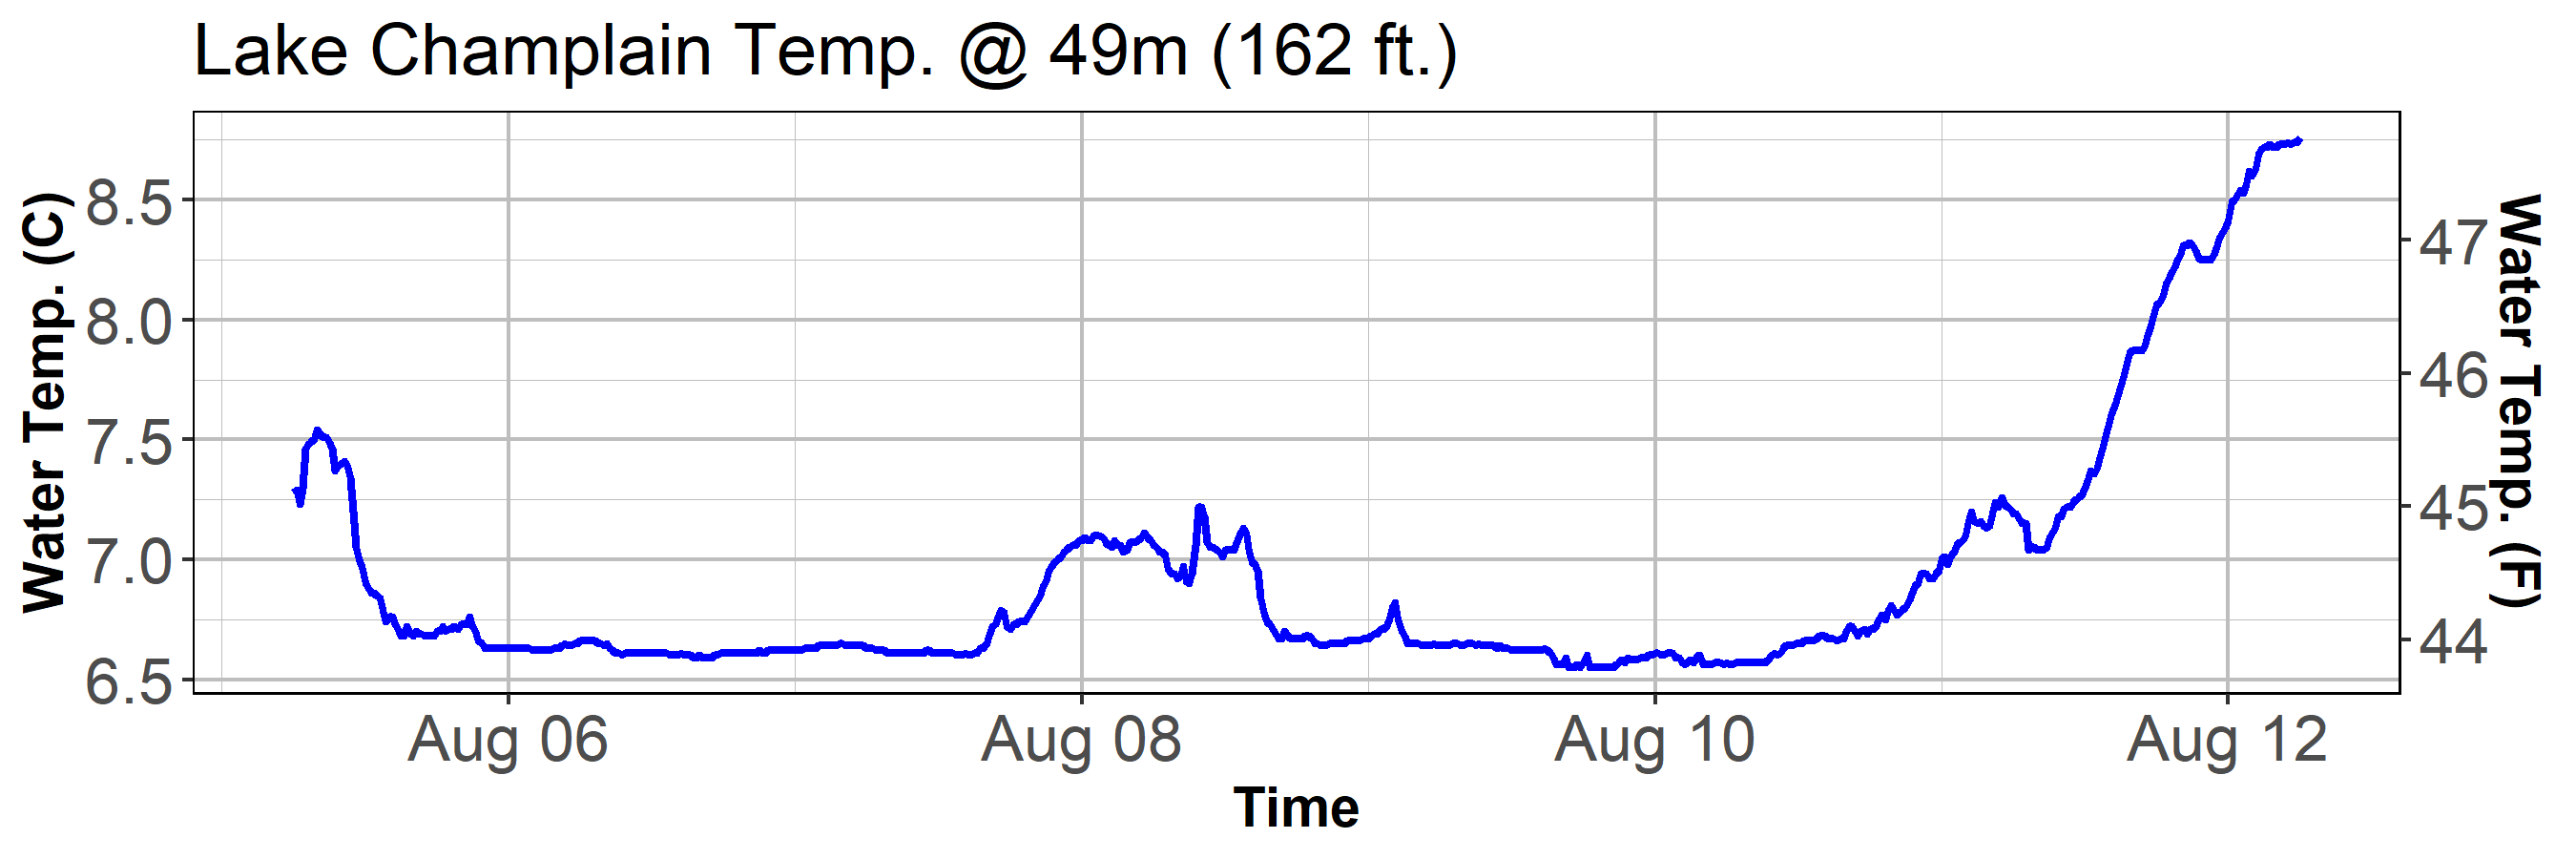 Lake Champlain Temp. @ 49m (162 ft.)
Water Temp. (C)
8.5
8.0
7.5
7.0
6.5
47
46
45
44
Water Temp. (F)
Aug 06 Aug 08 Aug 10 Aug 12
Time